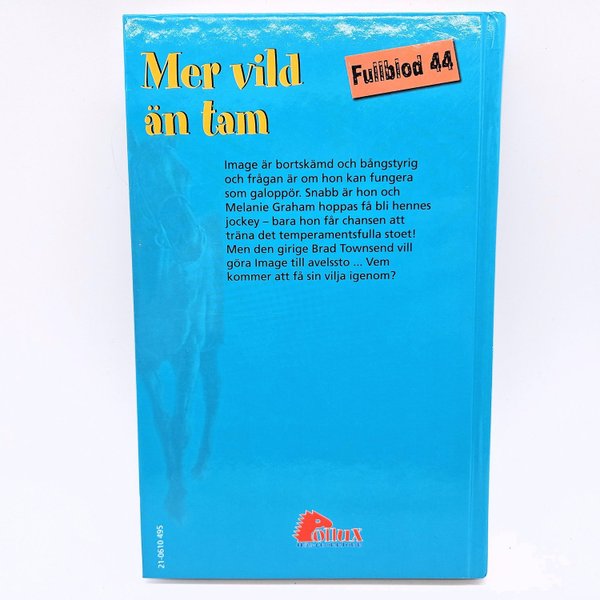 Mer vild
än tam
Fullblod 44
Image är bortskämd och bångstyrig
och frågan är om hon kan fungera
som galoppör. Snabb är hon och
Melanie Graham hoppas få bli hennes
jockey – bara hon får chansen att
träna det temperamentsfulla stoet!
Men den girige Brad Townsend vill
göra Image till avelssto ... Vem
kommer att få sin vilja igenom?
Pollux
21-0610 495